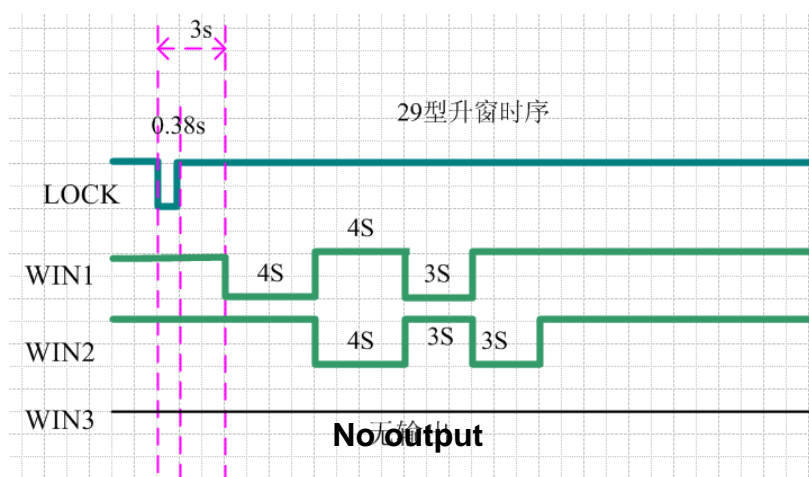 3s
0.38s
29型升窗时序
LOCK
4S
WIN1
4S
3S
WIN2
4S
3S
3S
WIN3
No output